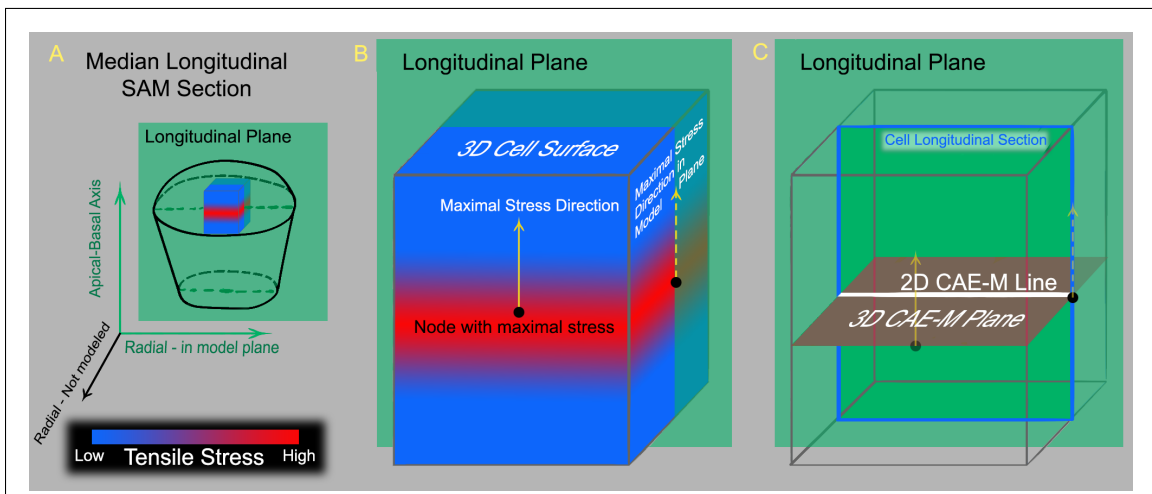 A
Median Longitudinal
SAM Section
Longitudinal Plane
Apical-Basal Axis
Radial - in model plane
Radial - Not modeled
Low
Tensile Stress
High
B
Longitudinal Plane
3D Cell Surface
Maximal Stress Direction
Maximal Stress
Direction in
Model Plane
Node with maximal stress
C
Longitudinal Plane
Cell Longitudinal Section
2D CAE-M Line
3D CAE-M Plane